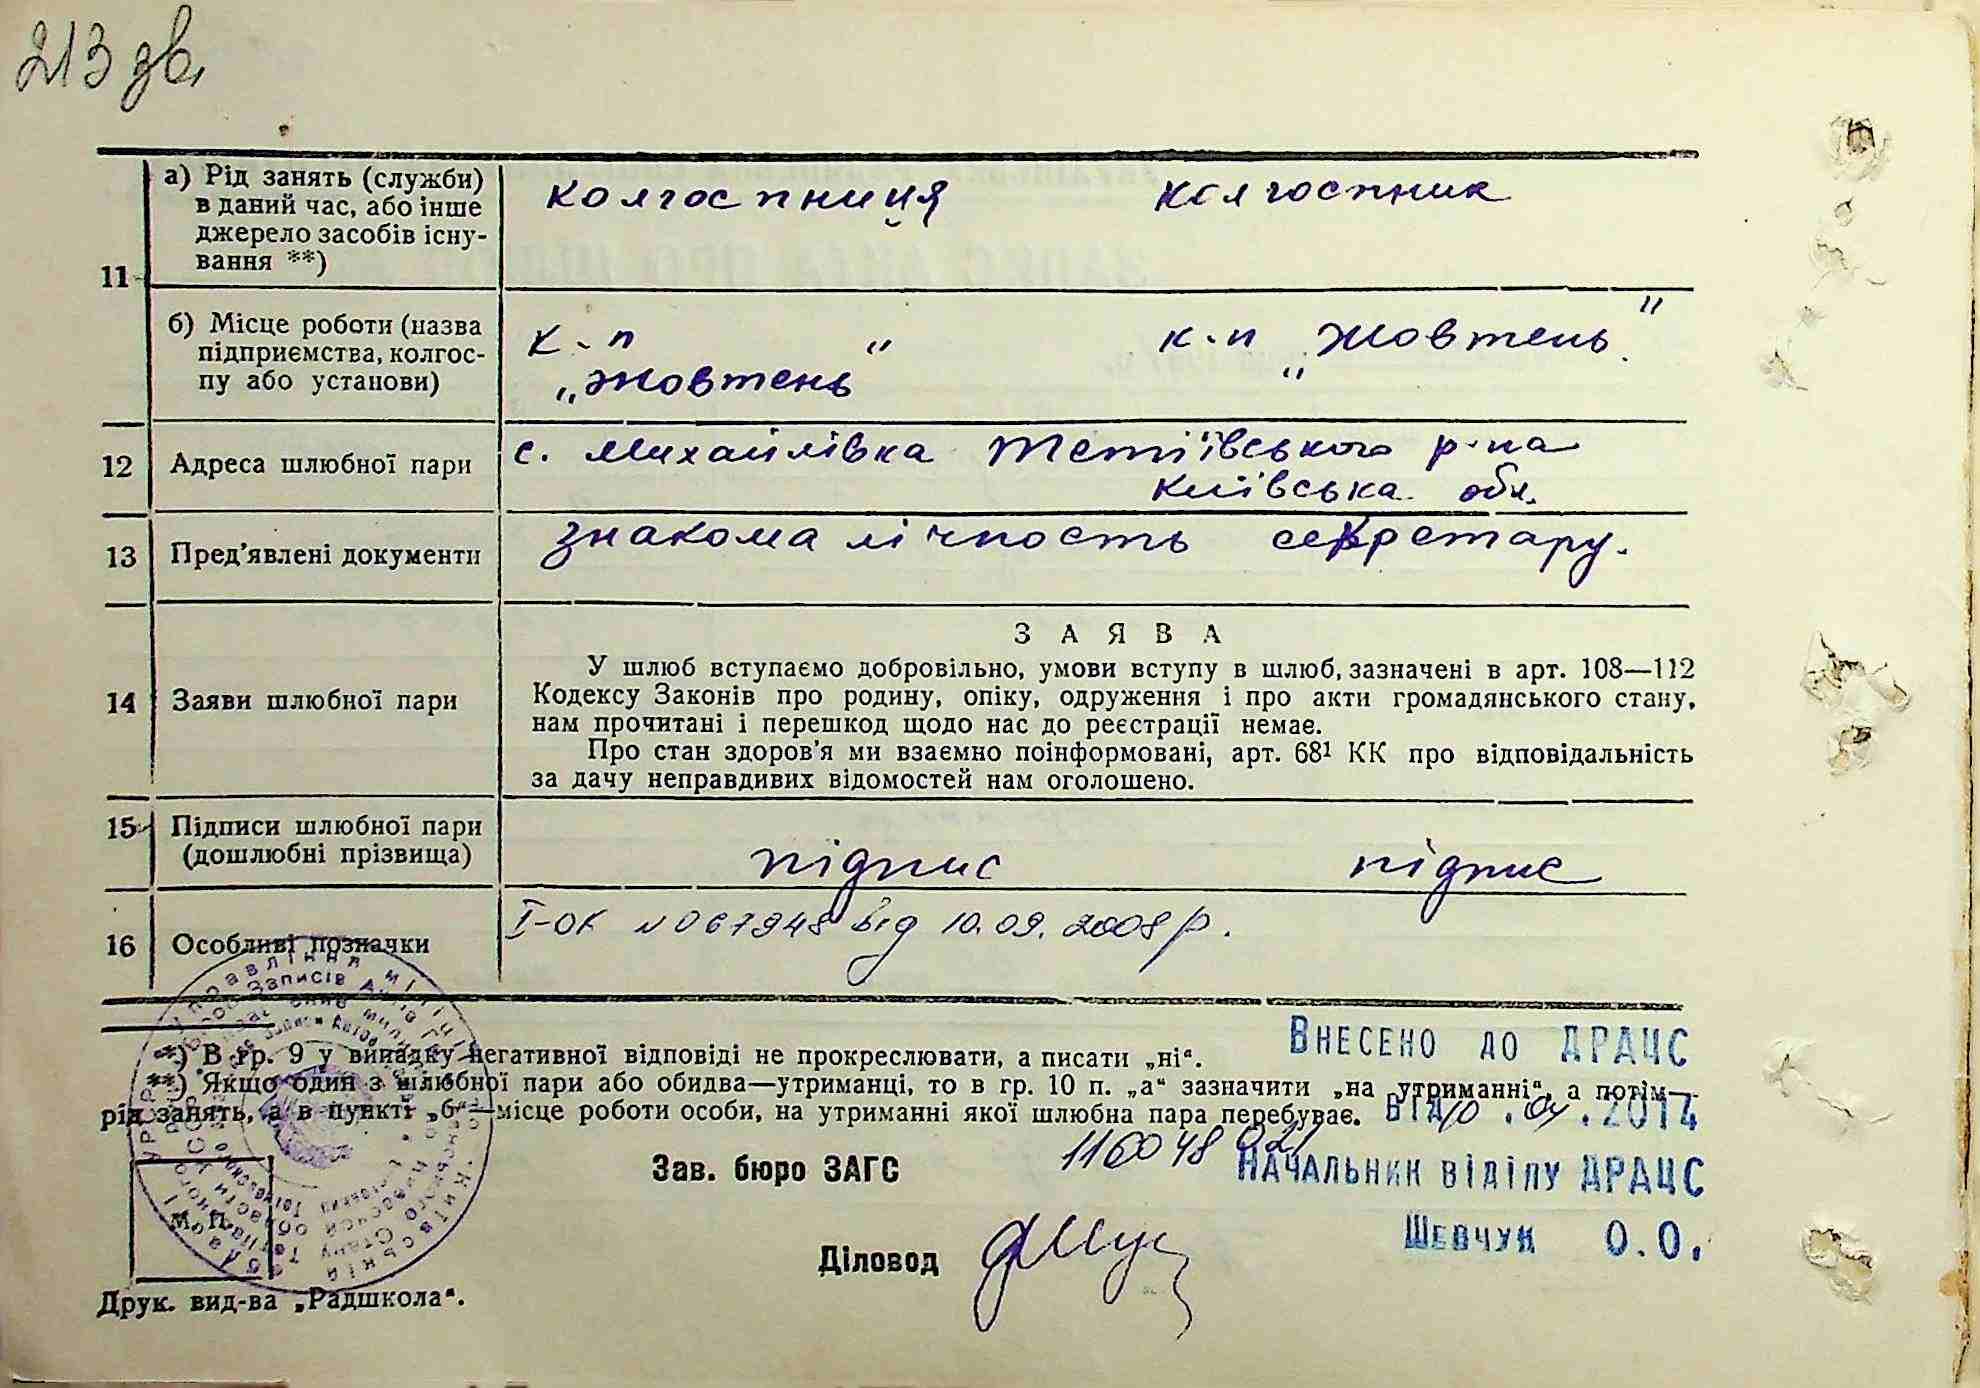 213 зв.
11
а) Рід занять (служби)
в даний час, або інше
джерело засобів існу-
вання **)
колгоспниця колгоспник
б) Місце роботи (назва
підприємства, колгос-
пу або установи)
к-п "
„Жовтень
к-п „Жовтень"
12 Адреса шлюбної пари
с. Михайлівка Тетіївського р-на
Київська обл.
13 Пред'явлені документи
знакома лічность секретару.
14 Заяви шлюбної пари
ЗАЯВА
У шлюб вступаємо добровільно, умови вступу в шлюб, зазначені в арт. 108—112
Кодексу Законів про родину, опіку, одруження і про акти громадянського стану,
нам прочитані і перешкод щодо нас до реєстрації немає.
Про стан здоров'я ми взаємно поінформовані, арт. 68¹ КК про відповідальність
за дачу неправдивих відомостей нам оголошено.
15 Підписи шлюбної пари
(дошлюбні прізвища)
підпис підпис
16 Особливі позначки
І-ОК №067948 від 10.09.2008р.
*) В гр. 9 у випадку негативної відповіді не прокреслювати, а писати „ні“.
**) Якщо один з шлюбної пари або обидва—утриманці, то в гр. 10 п. „а“ зазначити „на утриманні“, а потім—
рід занять, а в пункті „б“—місце роботи особи, на утриманні якої шлюбна пара перебуває.
Внесено до ДРАЦС
від 10.04.2014
Зав. бюро ЗАГС
Начальник відділу ДРАЦС
Шевчук О.О.
Діловод
М. П.
Друк. вид-ва „Радшкола“.